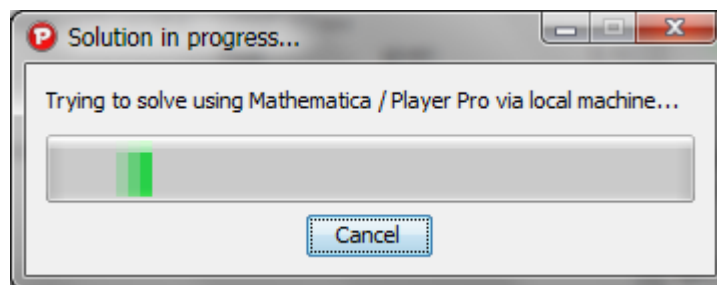 Solution in progress...
Trying to solve using Mathematica / Player Pro via local machine...
Cancel